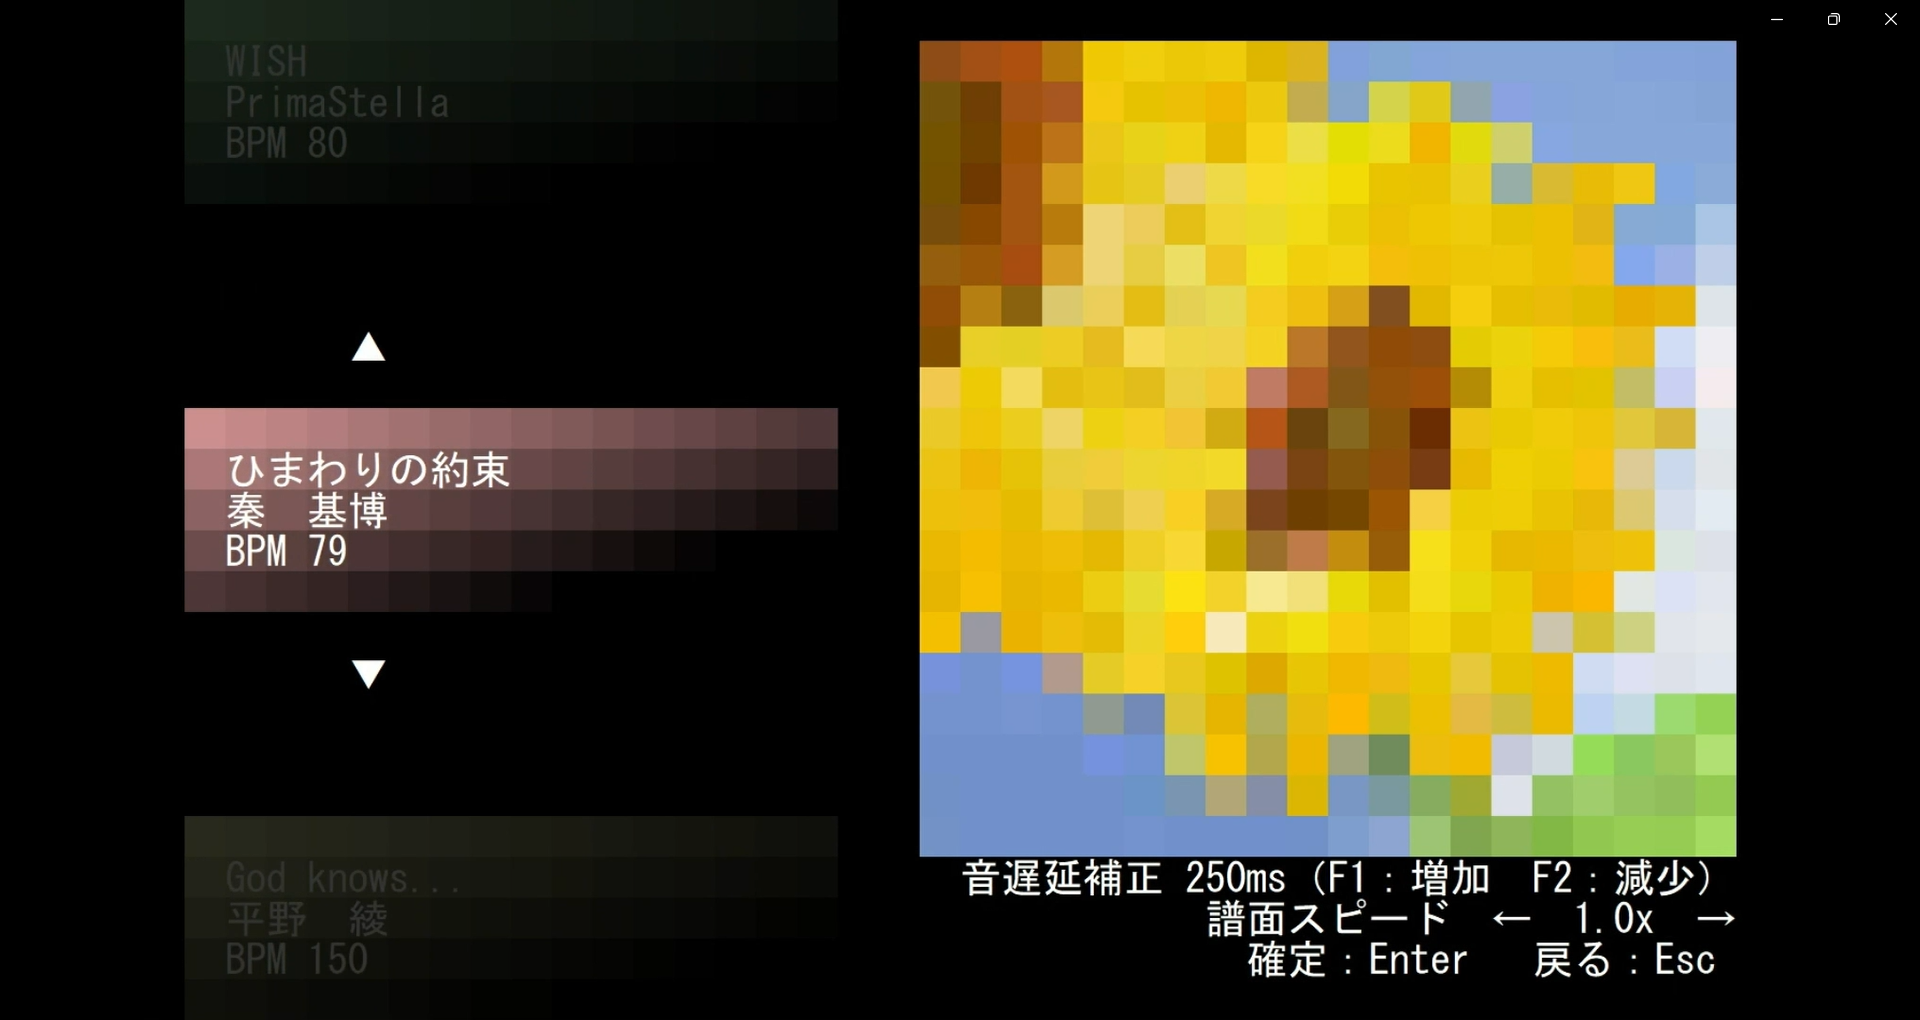 WISH
PrimaStella
BPM 80
▲
ひまわりの約束
秦　基博
BPM 79
▼
God knows...
平野　綾
BPM 150
音遅延補正 250ms (F1：増加　F2：減少)
譜面スピード　←　1.0x　→
確定：Enter　戻る：Esc